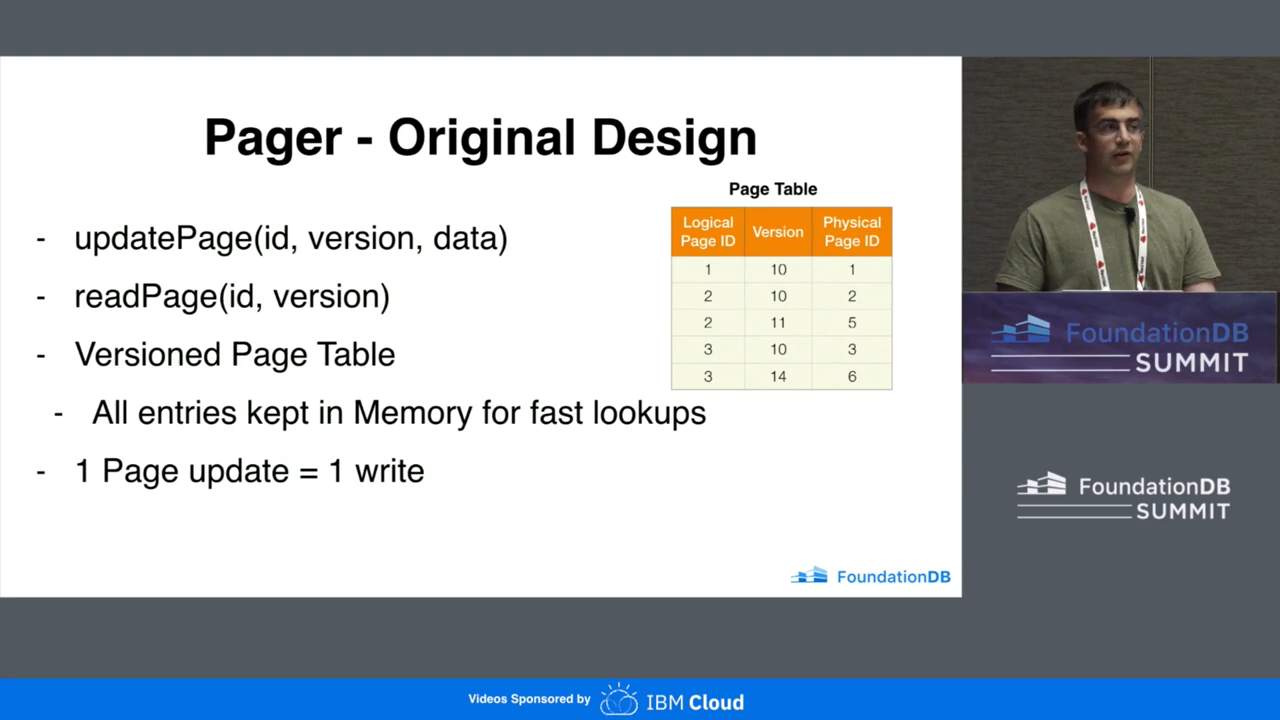 Pager - Original Design
- updatePage(id, version, data)
- readPage(id, version)
- Versioned Page Table
- All entries kept in Memory for fast lookups
- 1 Page update = 1 write
Page Table
Logical Page ID Version Physical Page ID
1 10 1
2 10 2
2 11 5
3 10 3
3 14 6
FoundationDB
FoundationDB
SUMMIT
FoundationDB
SUMMIT
Videos Sponsored by IBM Cloud